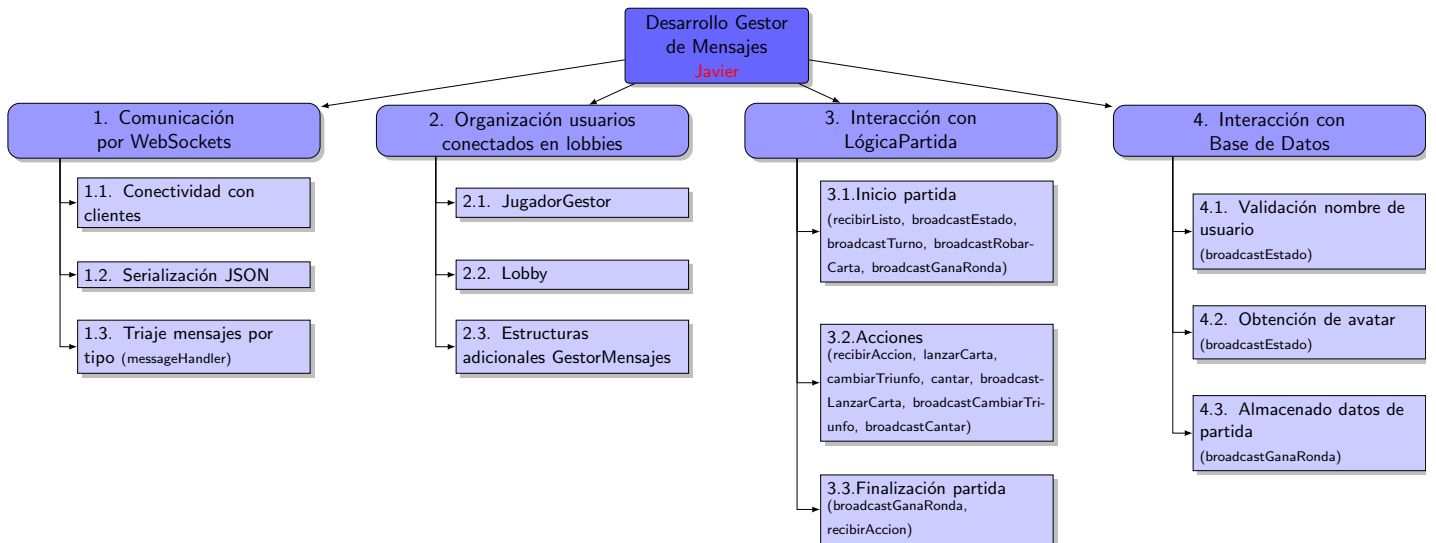 Desarrollo Gestor
de Mensajes
Javier
1. Comunicación
por WebSockets
1.1. Conectividad con
clientes
1.2. Serialización JSON
1.3. Triaje mensajes por
tipo (messageHandler)
2. Organización usuarios
conectados en lobbies
2.1. JugadorGestor
2.2. Lobby
2.3. Estructuras
adicionales GestorMensajes
3. Interacción con
LógicaPartida
3.1.Inicio partida
(recibirListo, broadcastEstado,
broadcastTurno, broadcastRobar-
Carta, broadcastGanaRonda)
3.2.Acciones
(recibirAccion, lanzarCarta,
cambiarTriunfo, cantar, broadcast-
LanzarCarta, broadcastCambiarTri-
unfo, broadcastCantar)
3.3.Finalización partida
(broadcastGanaRonda,
recibirAccion)
4. Interacción con
Base de Datos
4.1. Validación nombre de
usuario
(broadcastEstado)
4.2. Obtención de avatar
(broadcastEstado)
4.3. Almacenado datos de
partida
(broadcastGanaRonda)